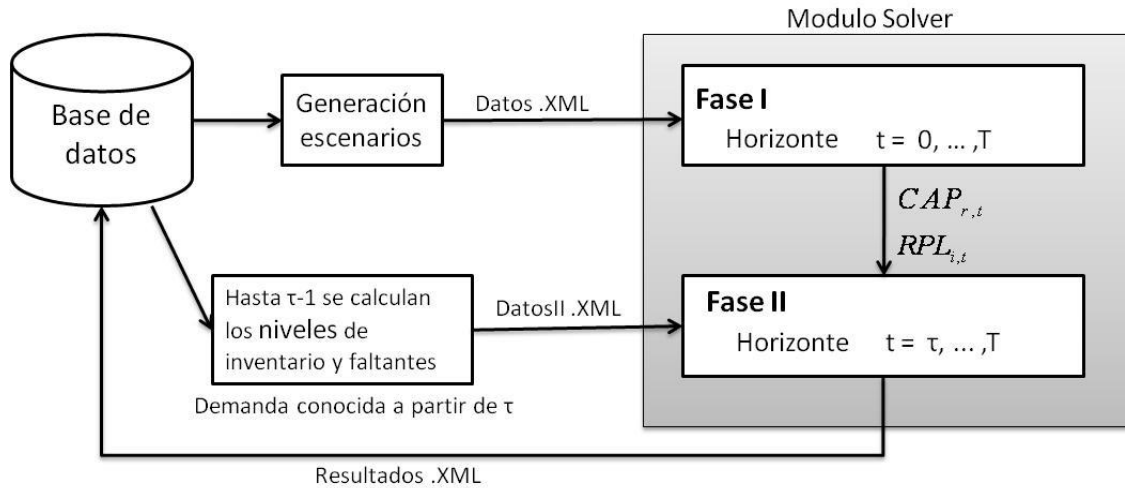 Modulo Solver
Base de
datos
Generación
escenarios
Datos .XML
Fase I
Horizonte t = 0, ... ,T
CAP_{r,t}
RPL_{i,t}
Hasta τ-1 se calculan
los niveles de
inventario y faltantes
DatosII .XML
Fase II
Horizonte t = τ, ... ,T
Demanda conocida a partir de τ
Resultados .XML